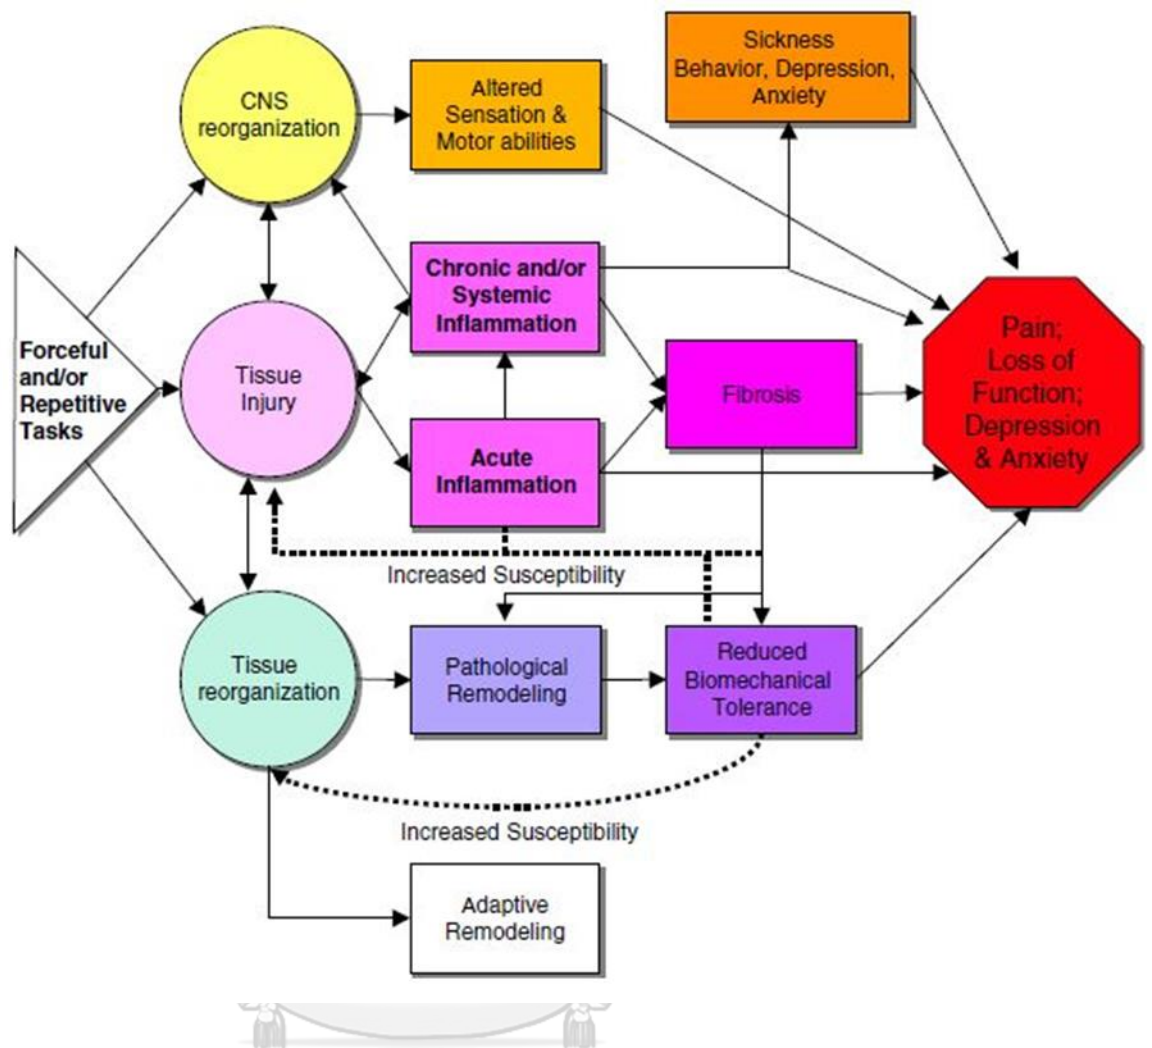 Sickness
Behavior, Depression,
Anxiety
CNS
reorganization
Altered
Sensation &
Motor abilities
Chronic and/or
Systemic
Inflammation
Forceful
and/or
Repetitive
Tasks
Tissue
Injury
Pain;
Loss of
Function;
Depression
& Anxiety
Fibrosis
Acute
Inflammation
Increased Susceptibility
Tissue
reorganization
Pathological
Remodeling
Reduced
Biomechanical
Tolerance
Increased Susceptibility
Adaptive
Remodeling